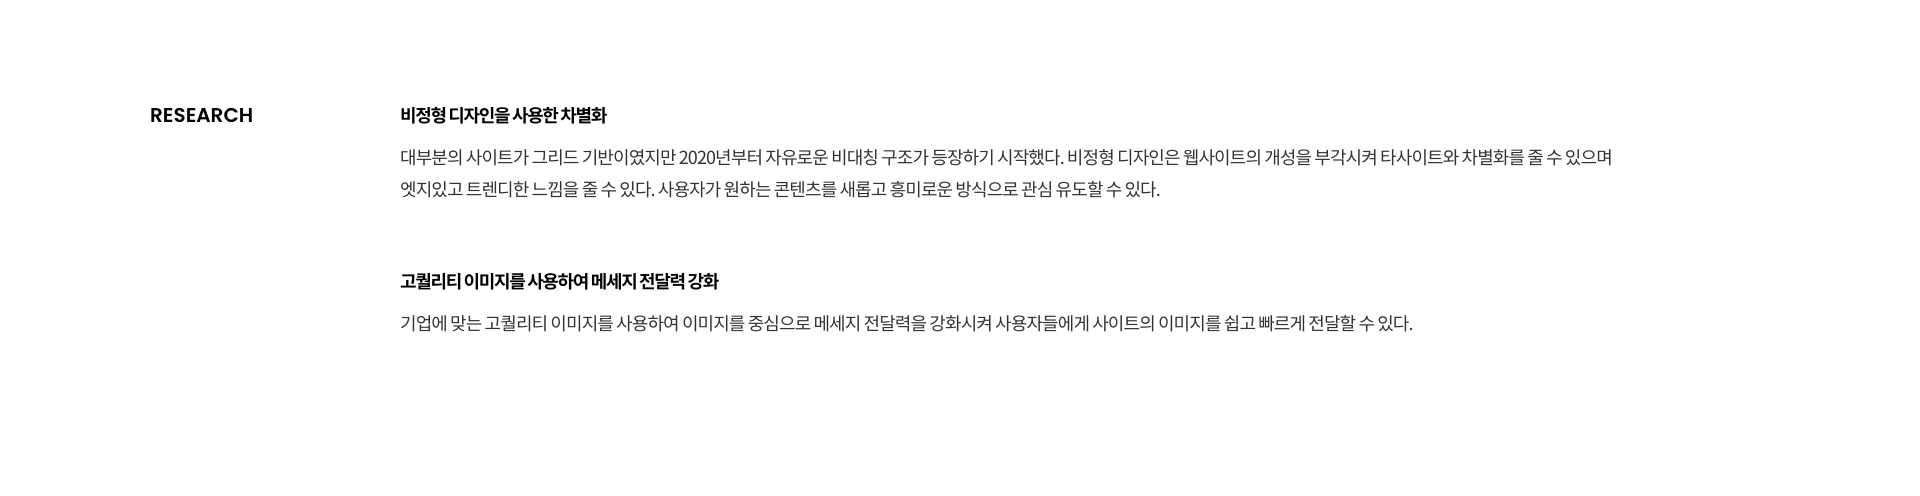 RESEARCH
비정형 디자인을 사용한 차별화
대부분의 사이트가 그리드 기반이였지만 2020년부터 자유로운 비대칭 구조가 등장하기 시작했다. 비정형 디자인은 웹사이트의 개성을 부각시켜 타사이트와 차별화를 줄 수 있으며
엣지있고 트렌디한 느낌을 줄 수 있다. 사용자가 원하는 콘텐츠를 새롭고 흥미로운 방식으로 관심 유도할 수 있다.
고퀄리티 이미지를 사용하여 메세지 전달력 강화
기업에 맞는 고퀄리티 이미지를 사용하여 이미지를 중심으로 메세지 전달력을 강화시켜 사용자들에게 사이트의 이미지를 쉽고 빠르게 전달할 수 있다.